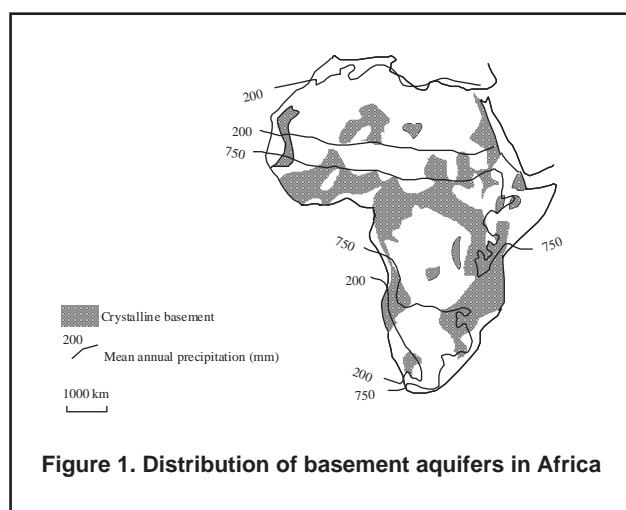 200
200
750
750
750
200
Crystalline basement
200
Mean annual precipitation (mm)
1000 km
200
750
Figure 1. Distribution of basement aquifers in Africa